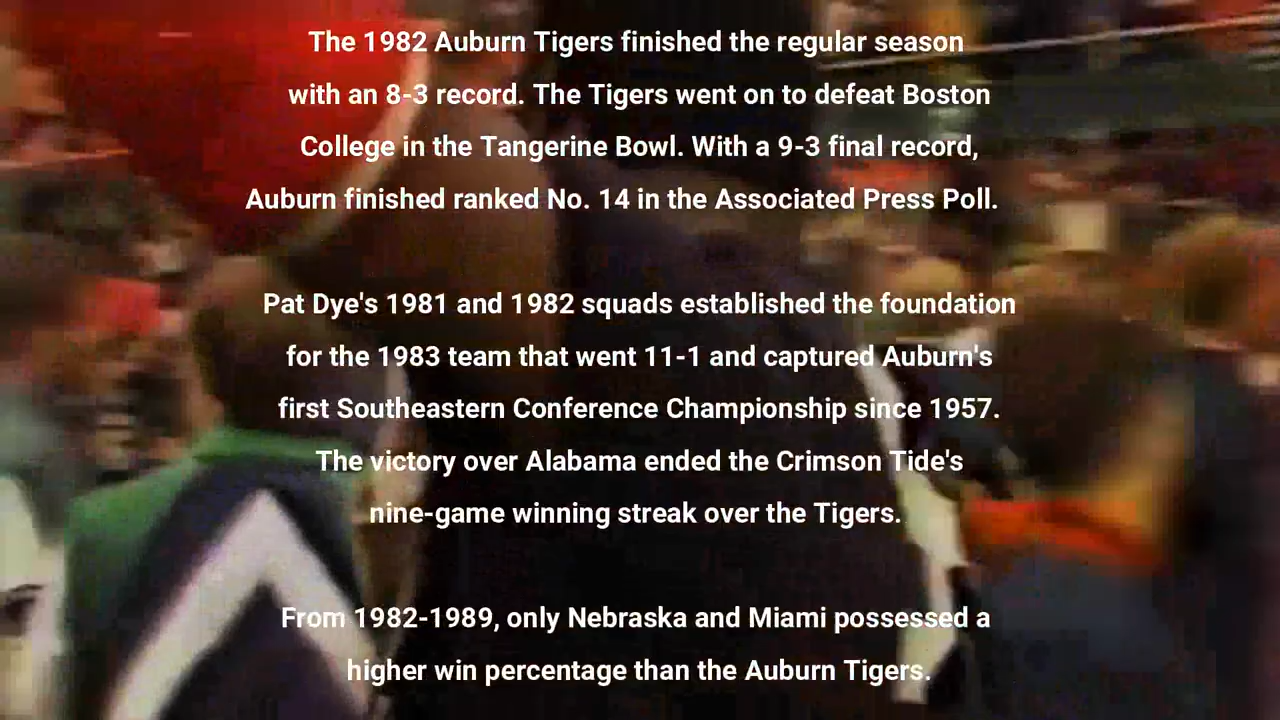 The 1982 Auburn Tigers finished the regular season
with an 8-3 record. The Tigers went on to defeat Boston
College in the Tangerine Bowl. With a 9-3 final record,
Auburn finished ranked No. 14 in the Associated Press Poll.
Pat Dye's 1981 and 1982 squads established the foundation
for the 1983 team that went 11-1 and captured Auburn's
first Southeastern Conference Championship since 1957.
The victory over Alabama ended the Crimson Tide's
nine-game winning streak over the Tigers.
From 1982-1989, only Nebraska and Miami possessed a
higher win percentage than the Auburn Tigers.